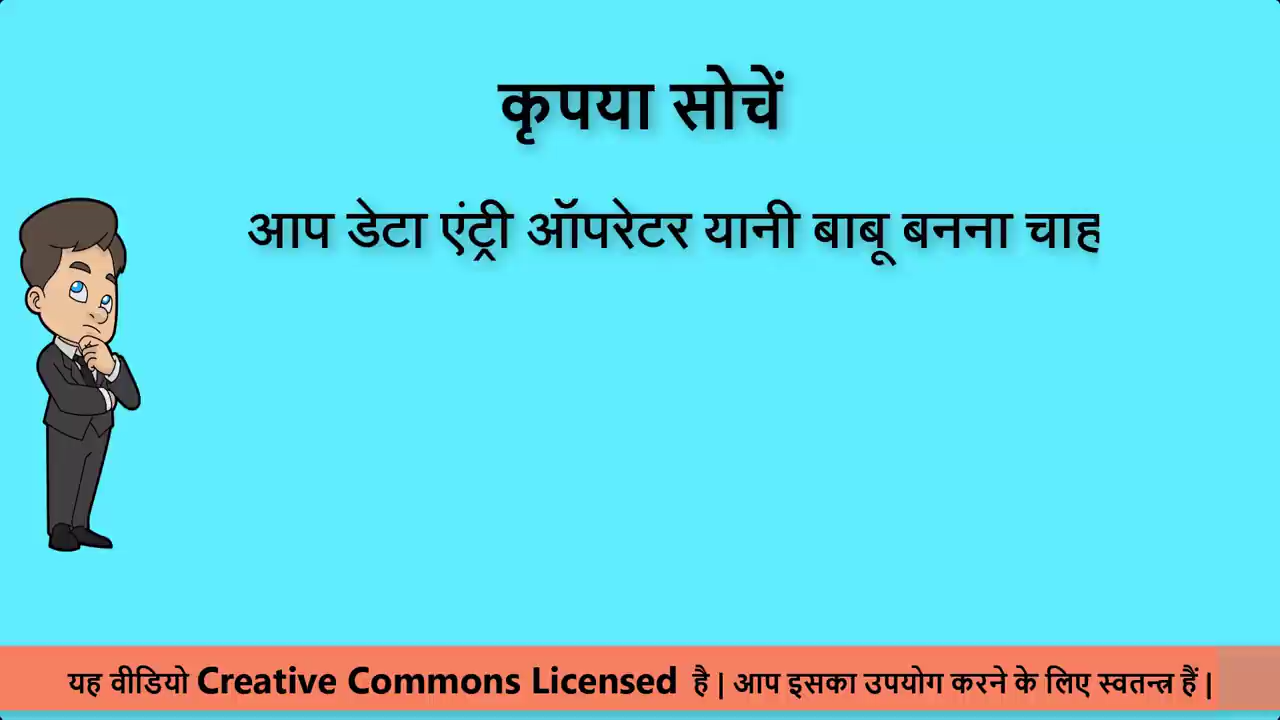 कृपया सोचें
आप डेटा एंट्री ऑपरेटर यानी बाबू बनना चाह
यह वीडियो Creative Commons Licensed है | आप इसका उपयोग करने के लिए स्वतन्त्र हैं |